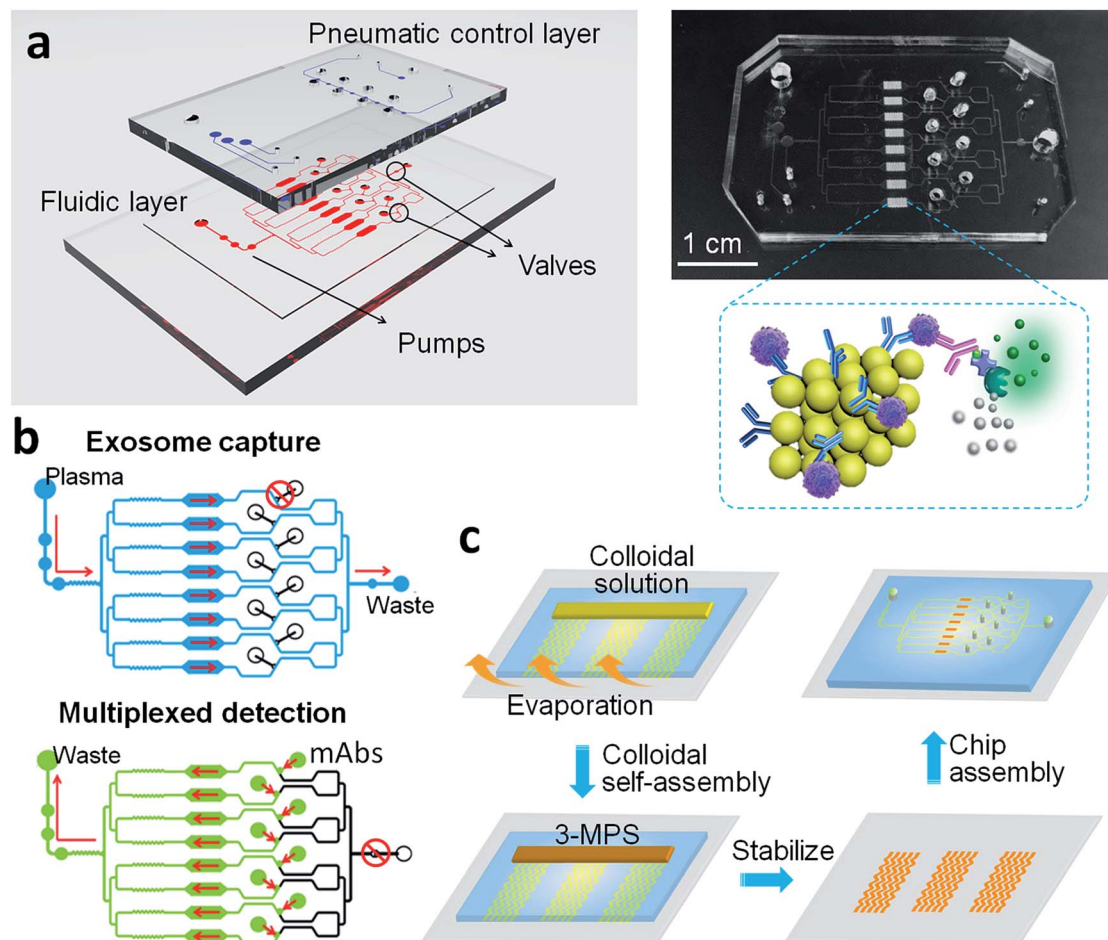 a
Pneumatic control layer
Fluidic layer
Valves
Pumps
1 cm
b
Exosome capture
Plasma
Waste
Multiplexed detection
Waste
mAbs
c
Colloidal
solution
Evaporation
Colloidal
self-assembly
3-MPS
Stabilize
Chip
assembly